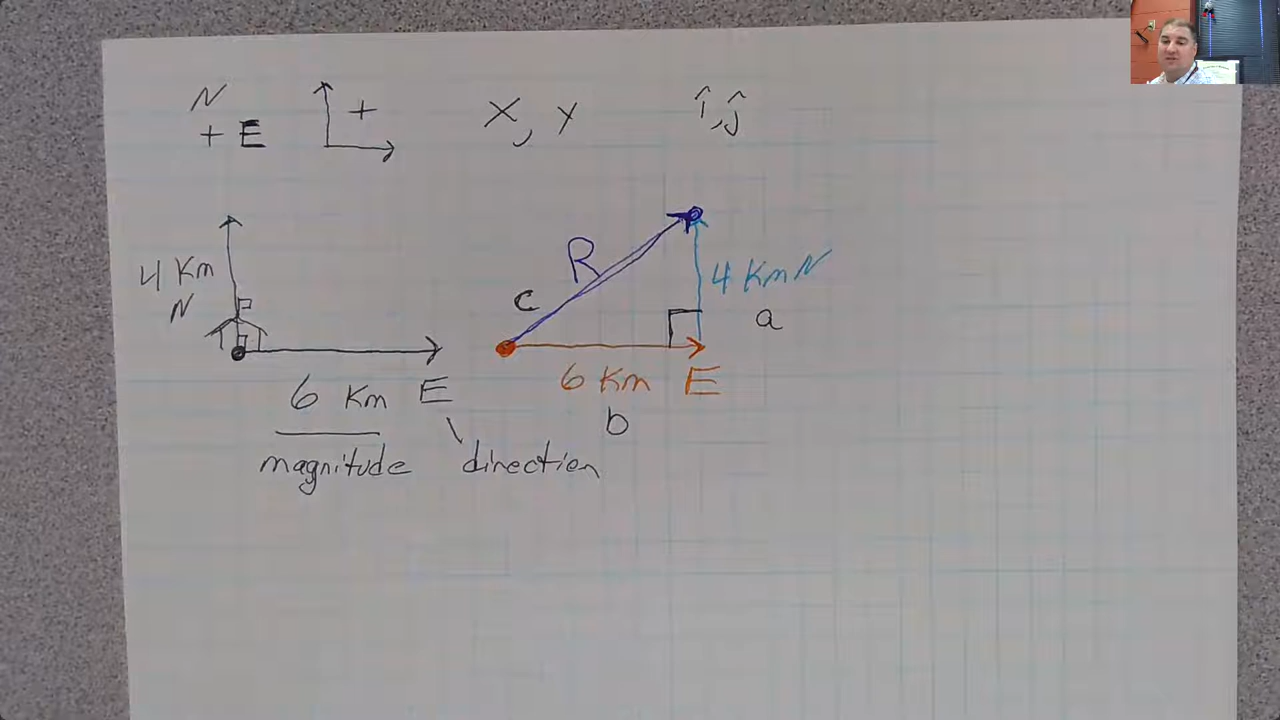 N
+ E
+
X, y
î, ĵ
4 Km
N
6 Km E
magnitude
direction
R
c
4 Km N
a
6 Km E
b